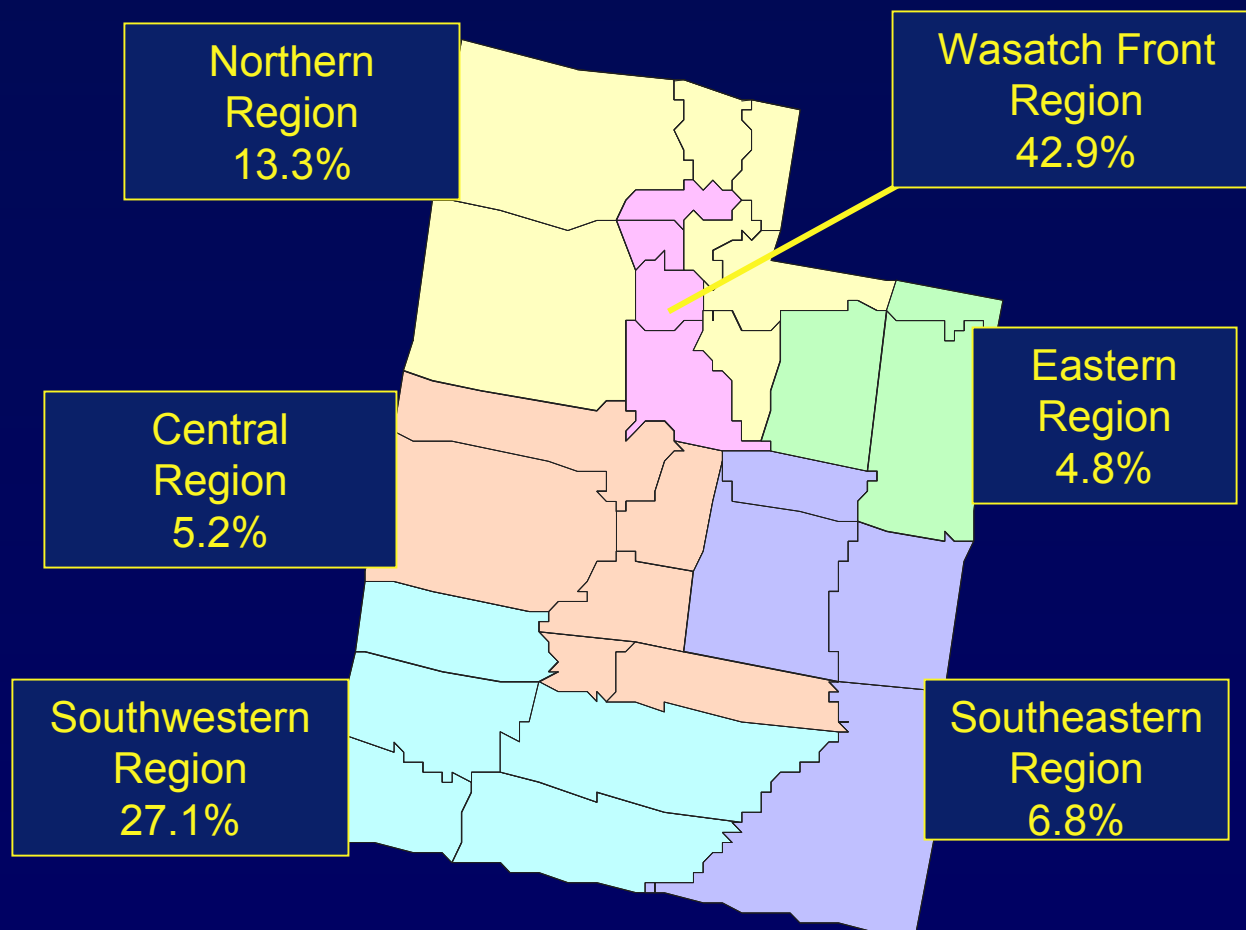 Northern
Region
13.3%
Wasatch Front
Region
42.9%
Eastern
Region
4.8%
Central
Region
5.2%
Southwestern
Region
27.1%
Southeastern
Region
6.8%